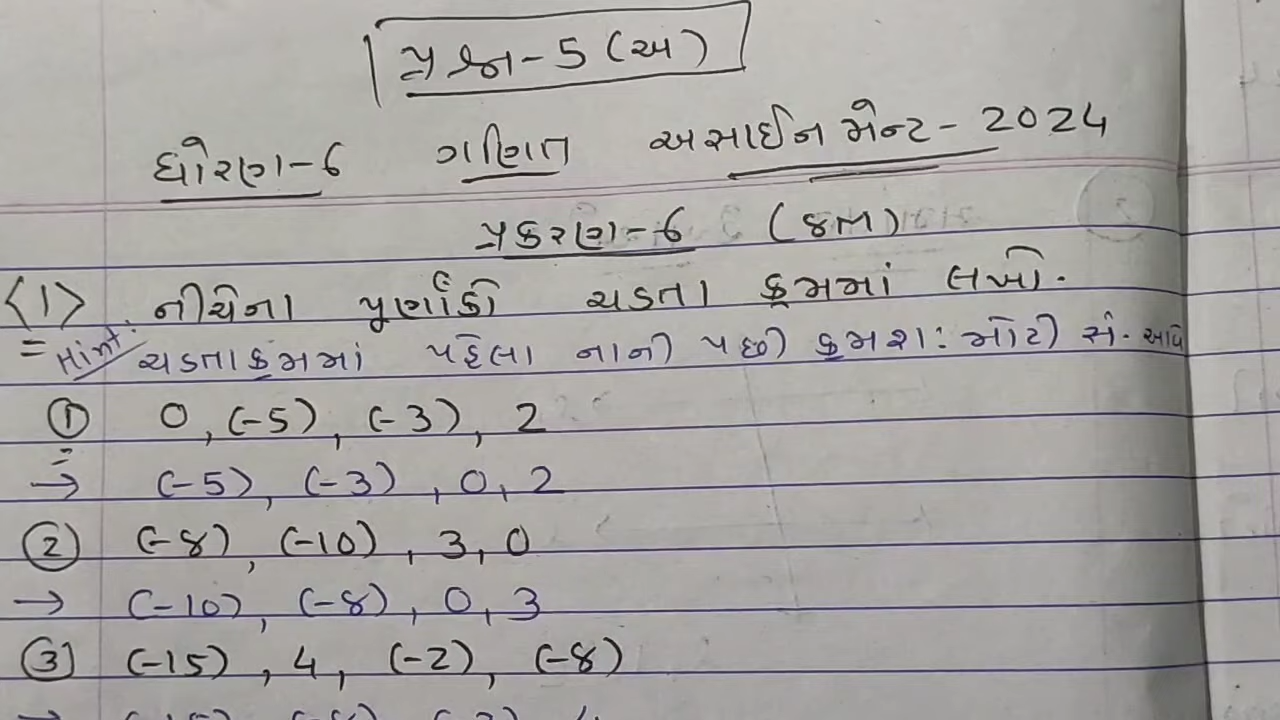 પ્રશ્ન-5 (અ)
ધોરણ-6 ગણિત અસાઈનમેન્ટ-2024
પ્રકરણ-6 (8M)
<1> નીચેના પૂર્ણાંકો ચડતા ક્રમમાં લખો.
= Hint: ચડતાક્રમમાં પહેલા નાની પછી ક્રમશઃ મોટી સં. આવે
① 0, (-5), (-3), 2
→ (-5), (-3), 0, 2
② (-8), (-10), 3, 0
→ (-10), (-8), 0, 3
③ (-15), 4, (-2), (-8)